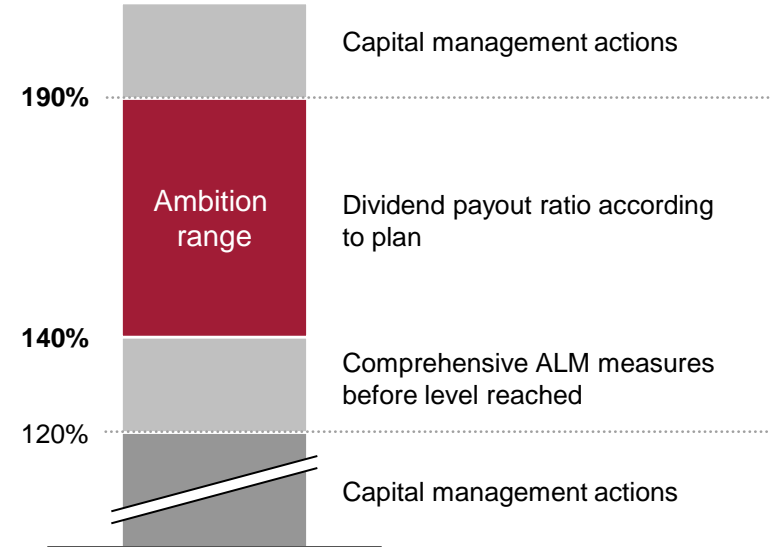 Capital management actions
190%
Ambition
range
Dividend payout ratio according
to plan
140%
Comprehensive ALM measures
before level reached
120%
Capital management actions